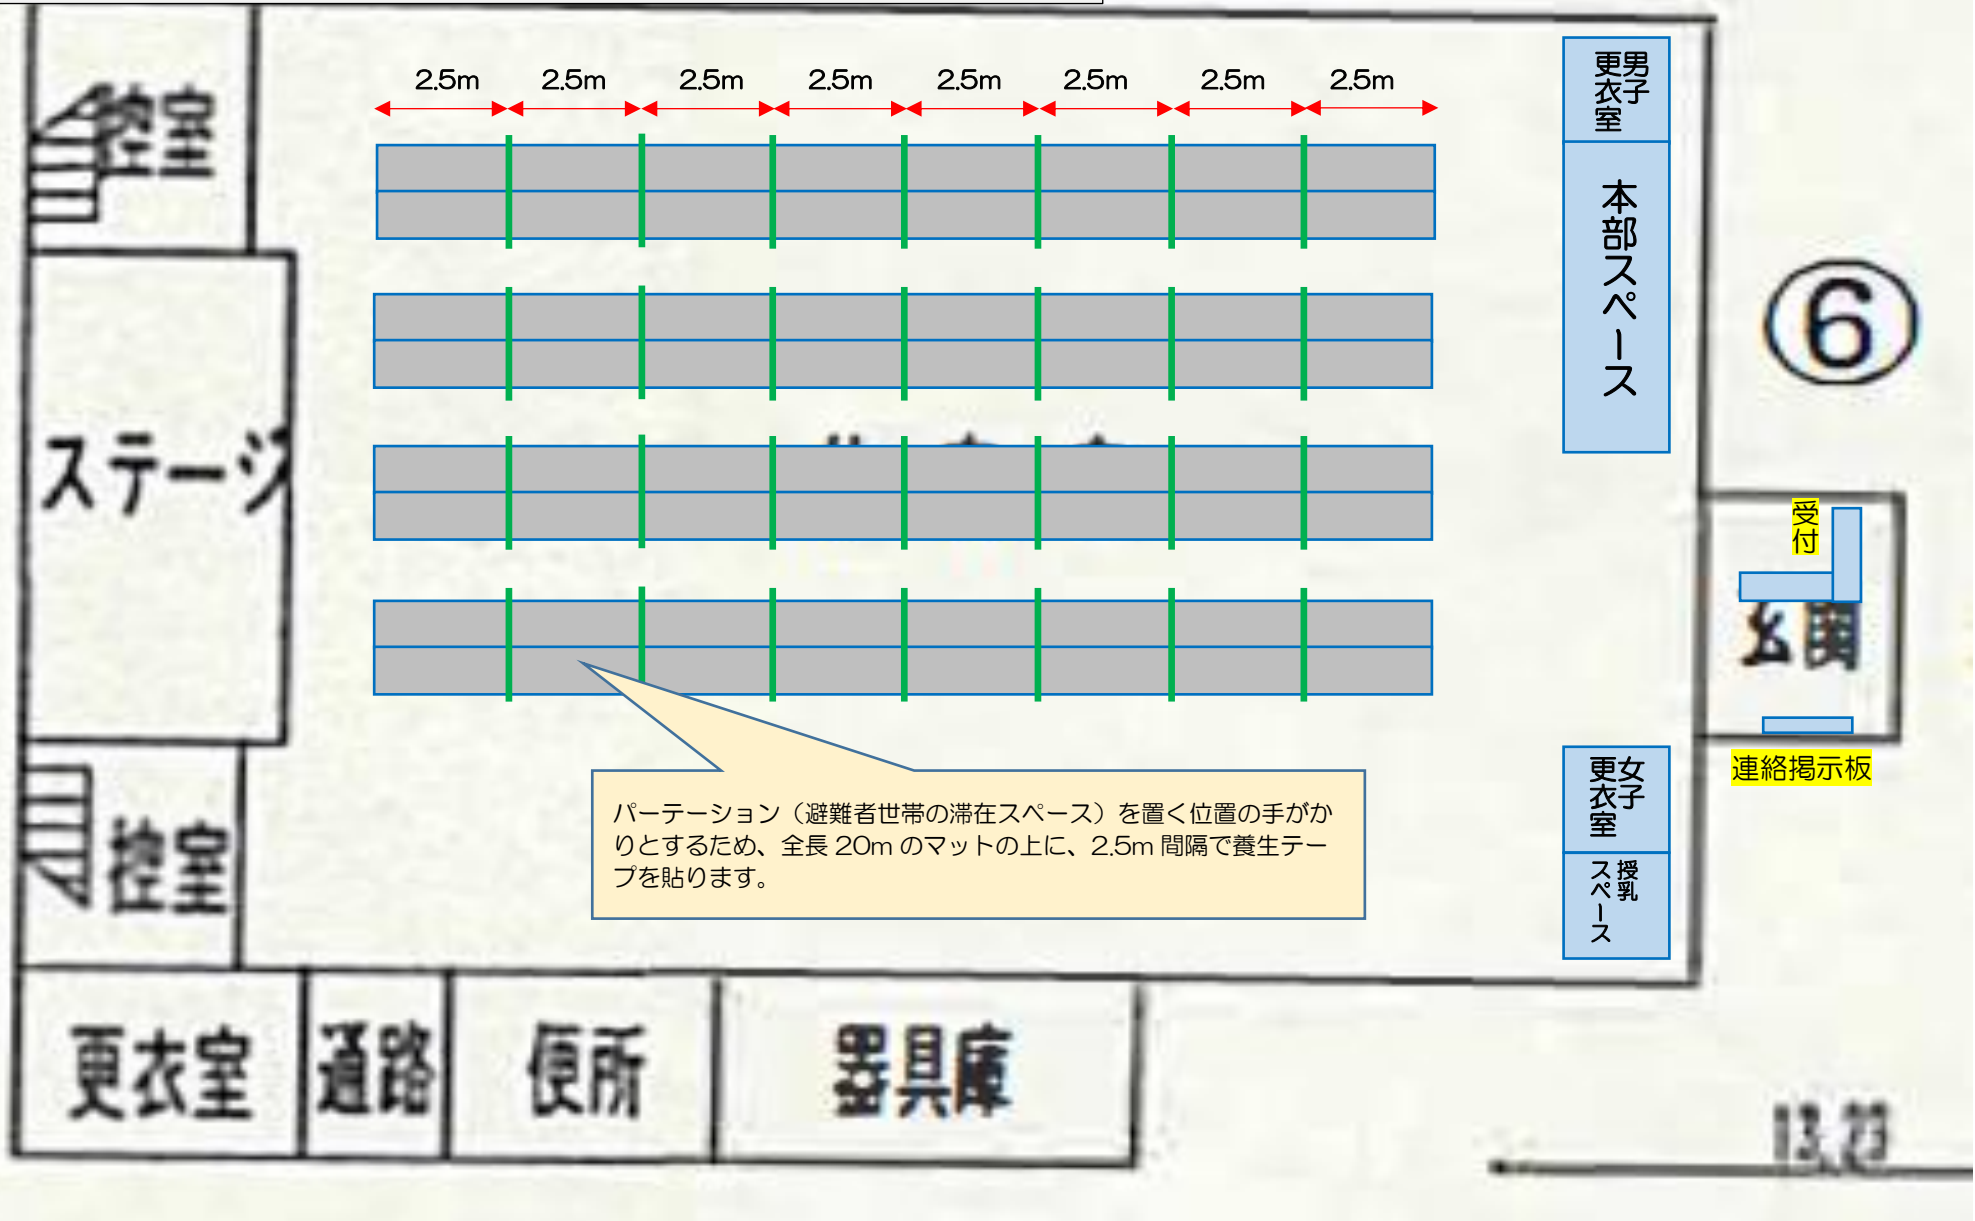 2.5m 2.5m 2.5m 2.5m 2.5m 2.5m 2.5m 2.5m
男子
更衣室
控室
本部スペース
⑥
ステージ
受付
玄関
連絡掲示板
女子
更衣室
パーテーション（避難者世帯の滞在スペース）を置く位置の手がか
りとするため、全長 20m のマットの上に、2.5m 間隔で養生テー
プを貼ります。
控室
授乳
スペース
更衣室
通路
便所
器具庫
13.23